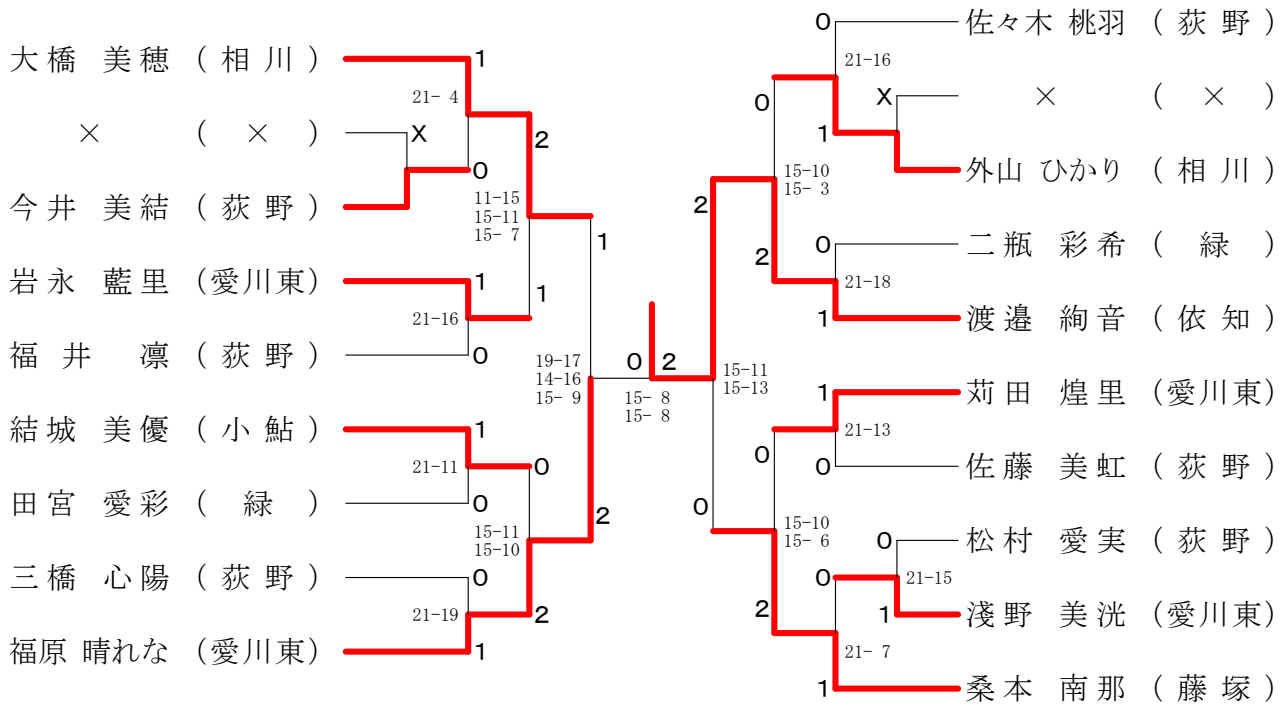 大橋 美穂 (相川)
1
21- 4
× ( × )
X
2
0
今井 美結 (荻野)
11-15
15-11
15- 7
1
岩永 藍里 (愛川東)
1
1
21-16
福井 凛 (荻野)
0
19-17
14-16
15- 9
結城 美優 (小鮎)
1
21-11
0
田宮 愛彩 (緑)
0
15-11
15-10
2
三橋 心陽 (荻野)
0
21-19
2
福原 晴れな (愛川東)
1
0 2
15- 8
15- 8
0
佐々木 桃羽 (荻野)
21-16
0
X
× ( × )
1
15-10
15- 3
外山 ひかり (相川)
2
0
二瓶 彩希 (緑)
2
21-18
1
渡邉 絢音 (依知)
15-11
15-13
1
苅田 煌里 (愛川東)
21-13
0
0
佐藤 美虹 (荻野)
0
15-10
15- 6
0
松村 愛実 (荻野)
0
21-15
2
1
淺野 美洸 (愛川東)
21- 7
1
桑本 南那 (藤塚)